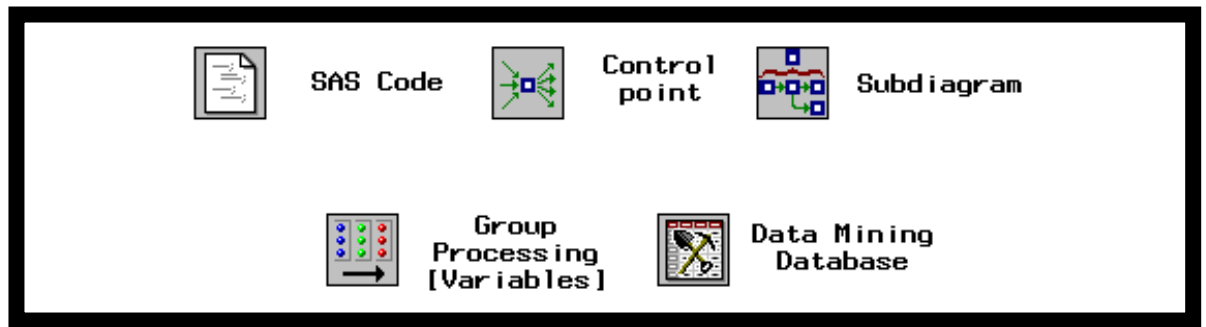 SAS Code
Control
point
Subdiagram
Group
Processing
[Variables]
Data Mining
Database